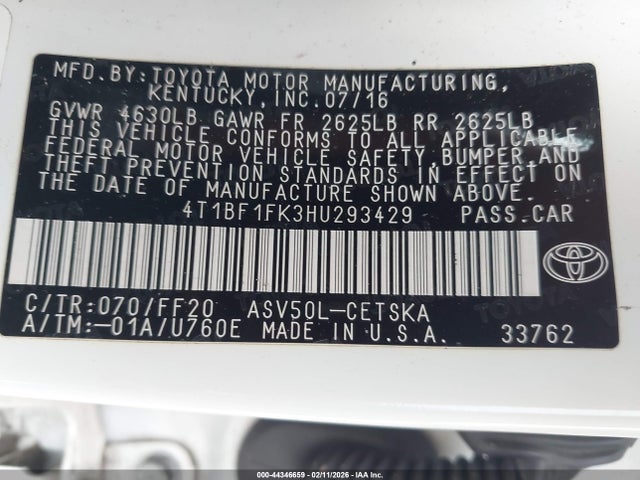 MFD.BY:TOYOTA MOTOR MANUFACTURING,
KENTUCKY,INC.07/16
GVWR 4630LB GAWR FR 2625LB RR 2625LB
THIS VEHICLE CONFORMS TO ALL APPLICABLE
FEDERAL MOTOR VEHICLE SAFETY,BUMPER,AND
THEFT PREVENTION STANDARDS IN EFFECT ON
THE DATE OF MANUFACTURE SHOWN ABOVE.
4T1BF1FK3HU293429 PASS.CAR
C/TR:070/FF20 ASV50L-CETSKA
A/TM:-01A/U760E MADE IN U.S.A. 33762
000-44346659 - 02/11/2026 - IAA Inc.